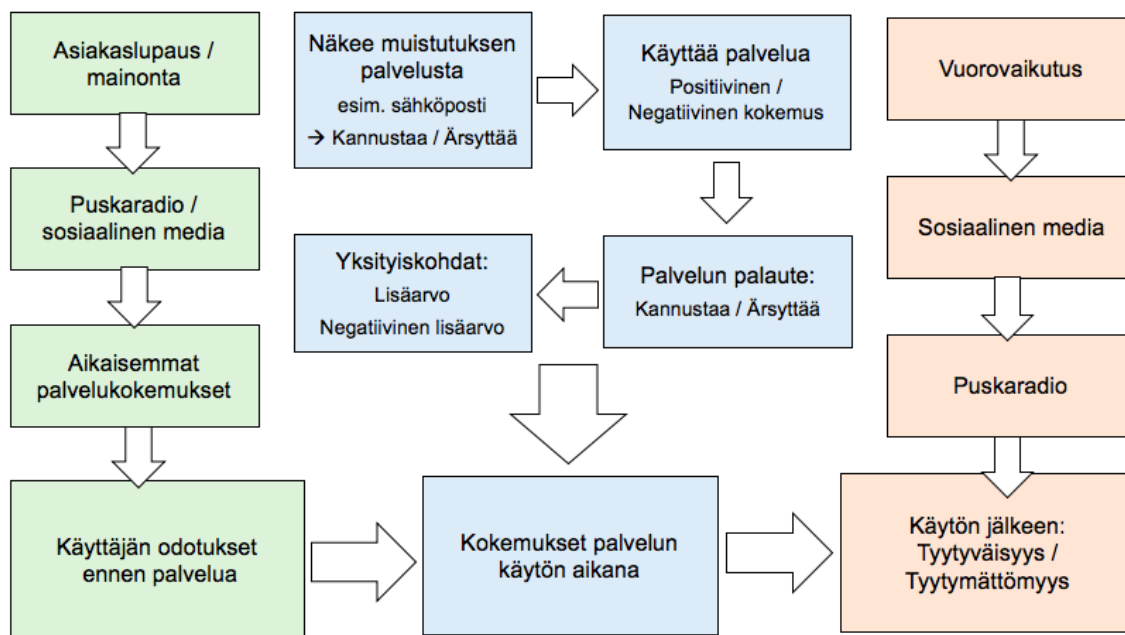 Asiakaslupaus /
mainonta
Puskaradio /
sosiaalinen media
Aikaisemmat
palvelukokemukset
Käyttäjän odotukset
ennen palvelua
Näkee muistutuksen
palvelusta
esim. sähköposti
→ Kannustaa / Ärsyttää
Käyttää palvelua
Positiivinen /
Negatiivinen kokemus
Palvelun palaute:
Kannustaa / Ärsyttää
Yksityiskohdat:
Lisäarvo
Negatiivinen lisäarvo
Kokemukset palvelun
käytön aikana
Vuorovaikutus
Sosiaalinen media
Puskaradio
Käytön jälkeen:
Tyytyväisyys /
Tyytymättömyys